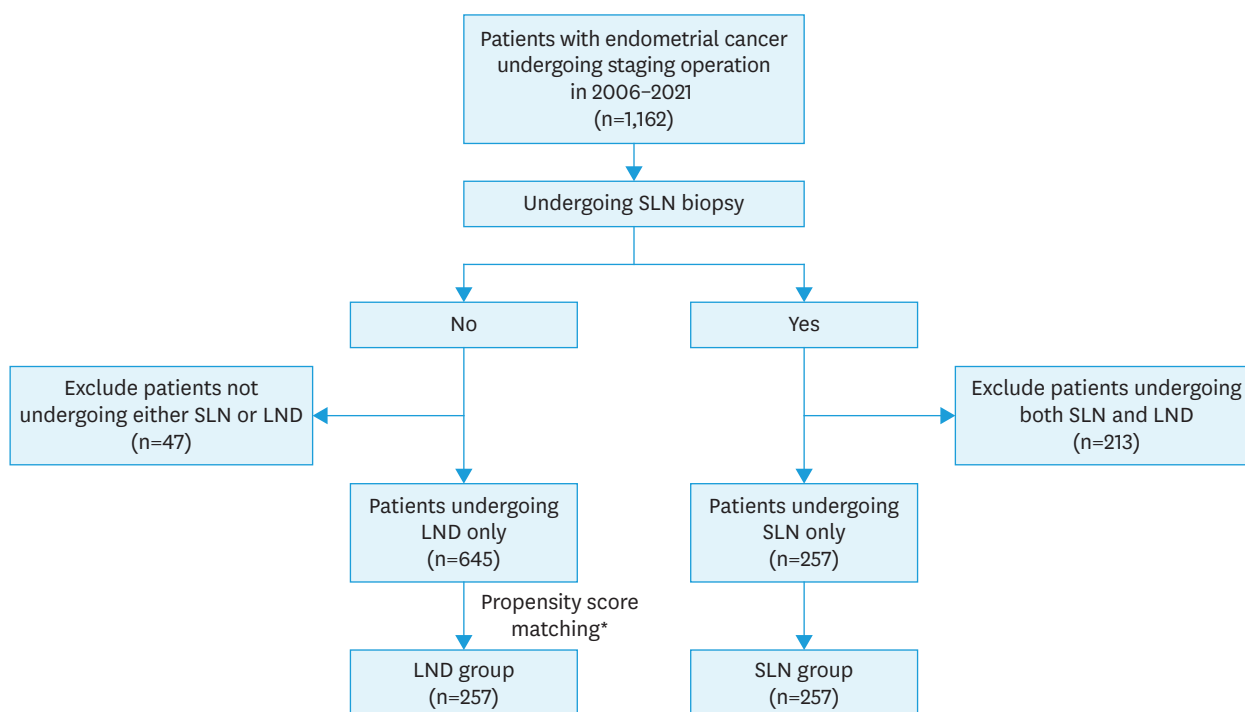 Patients with endometrial cancer
undergoing staging operation
in 2006–2021
(n=1,162)
Undergoing SLN biopsy
No
Yes
Exclude patients not
undergoing either SLN or LND
(n=47)
Exclude patients undergoing
both SLN and LND
(n=213)
Patients undergoing
LND only
(n=645)
Patients undergoing
SLN only
(n=257)
Propensity score
matching*
LND group
(n=257)
SLN group
(n=257)